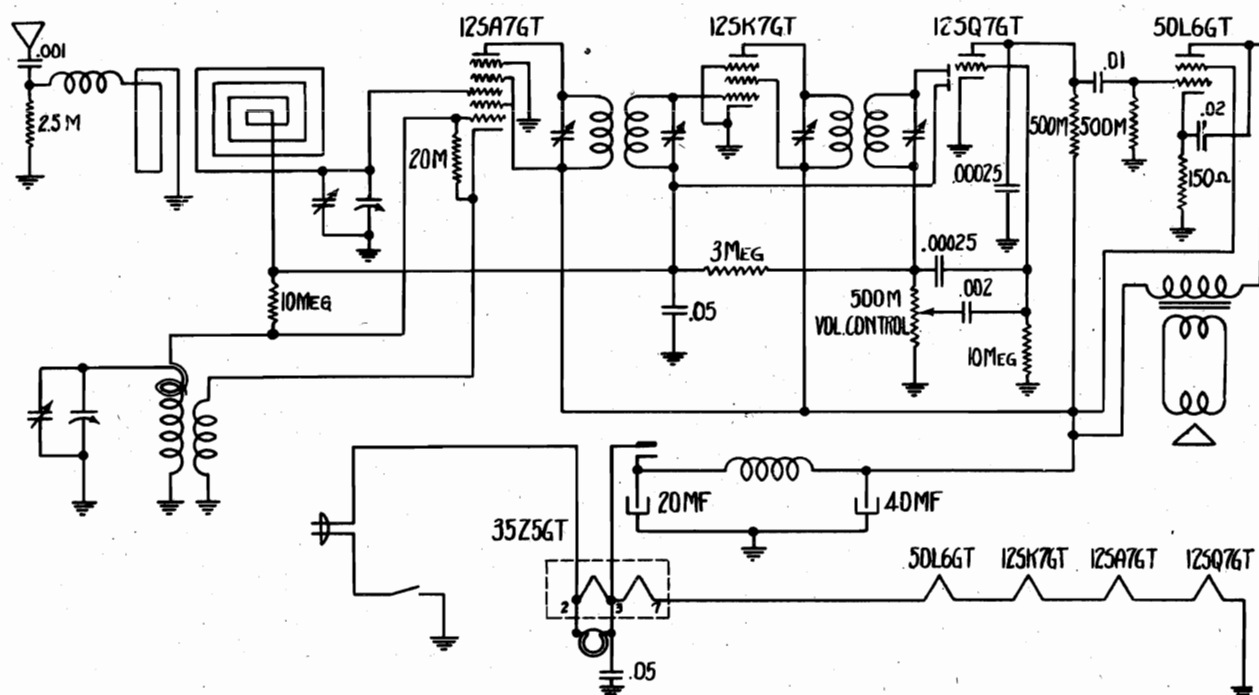 12SA7GT
12SK7GT
12SQ7GT
50L6GT
.001
.01
2.5 M
20M
500M
500M
.02
.00025
150Ω
3MEG
.00025
10MEG
.05
500M
VOL.CONTROL
.002
10MEG
20MF
40MF
35Z5GT
50L6GT
12SK7GT
12SA7GT
12SQ7GT
2
3
7
.05